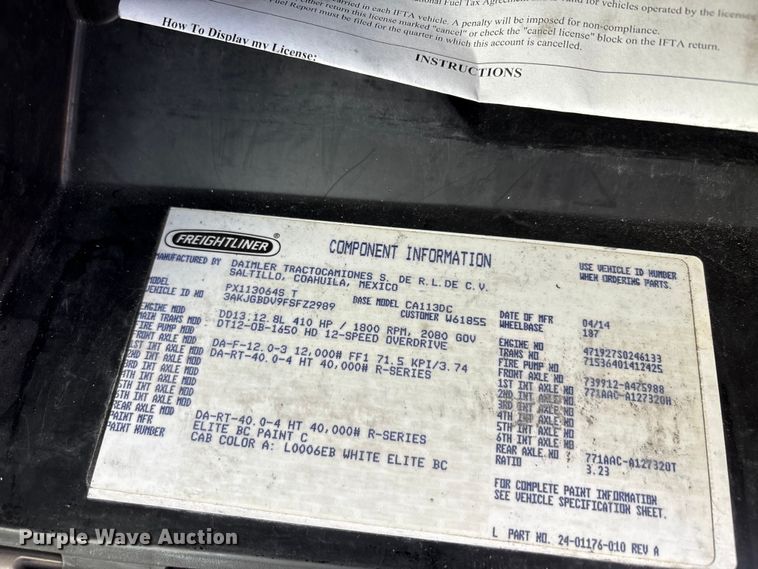 onal Fuel Tax Agreement
for vehicles operated by the licensee
carried in each IFTA vehicle. A penalty will be imposed for non-compliance.
either return this license marked "cancel" or check the "cancel license" block on the IFTA return.
Fuel Report must be filed for the quarter in which this account is cancelled.
How To Display my License:
INSTRUCTIONS
FREIGHTLINER
COMPONENT INFORMATION
USE VEHICLE ID NUMBER
WHEN ORDERING PARTS.
MANUFACTURED BY DAIMLER TRACTOCAMIONES S. DE R.L.DE C.V.
SALTILLO, COAHUILA, MEXICO
MODEL PX113064S T BASE MODEL CA113DC DATE OF MFR 04/14
VEHICLE ID NO 3AKJGBDV9FSFZ2989 CUSTOMER W61855 WHEELBASE 187
ENGINE MOD DD13:12.8L 410 HP / 1800 RPM, 2080 GOV ENGINE NO 471927S0246133
MAIN TRANS MOD DT12-OB-1650 HD 12-SPEED OVERDRIVE TRANS NO 71536401412425
FIRE PUMP MOD FIRE PUMP NO
FRONT AXLE MOD DA-F-12.0-3 12,000# FF1 71.5 KPI/3.74 FRONT AXLE NO 739912-A475988
1ST INT AXLE MOD DA-RT-40.0-4 HT 40,000# R-SERIES 1ST INT AXLE NO 771AAC-A127320H
2ND INT AXLE MOD 2ND INT AXLE NO
3RD INT AXLE MOD 3RD INT AXLE NO
4TH INT AXLE MOD 4TH INT AXLE NO
5TH INT AXLE MOD 5TH INT AXLE NO
6TH INT AXLE MOD 6TH INT AXLE NO
REAR AXLE MOD DA-RT-40.0-4 HT 40,000# R-SERIES REAR AXLE NO 771AAC-A127320T
PAINT MFR ELITE BC PAINT C RATIO 3.23
PAINT NUMBER CAB COLOR A: L0006EB WHITE ELITE BC
FOR COMPLETE PAINT INFORMATION
SEE VEHICLE SPECIFICATION SHEET.
L PART NO. 24-01176-010 REV A
Purple Wave Auction